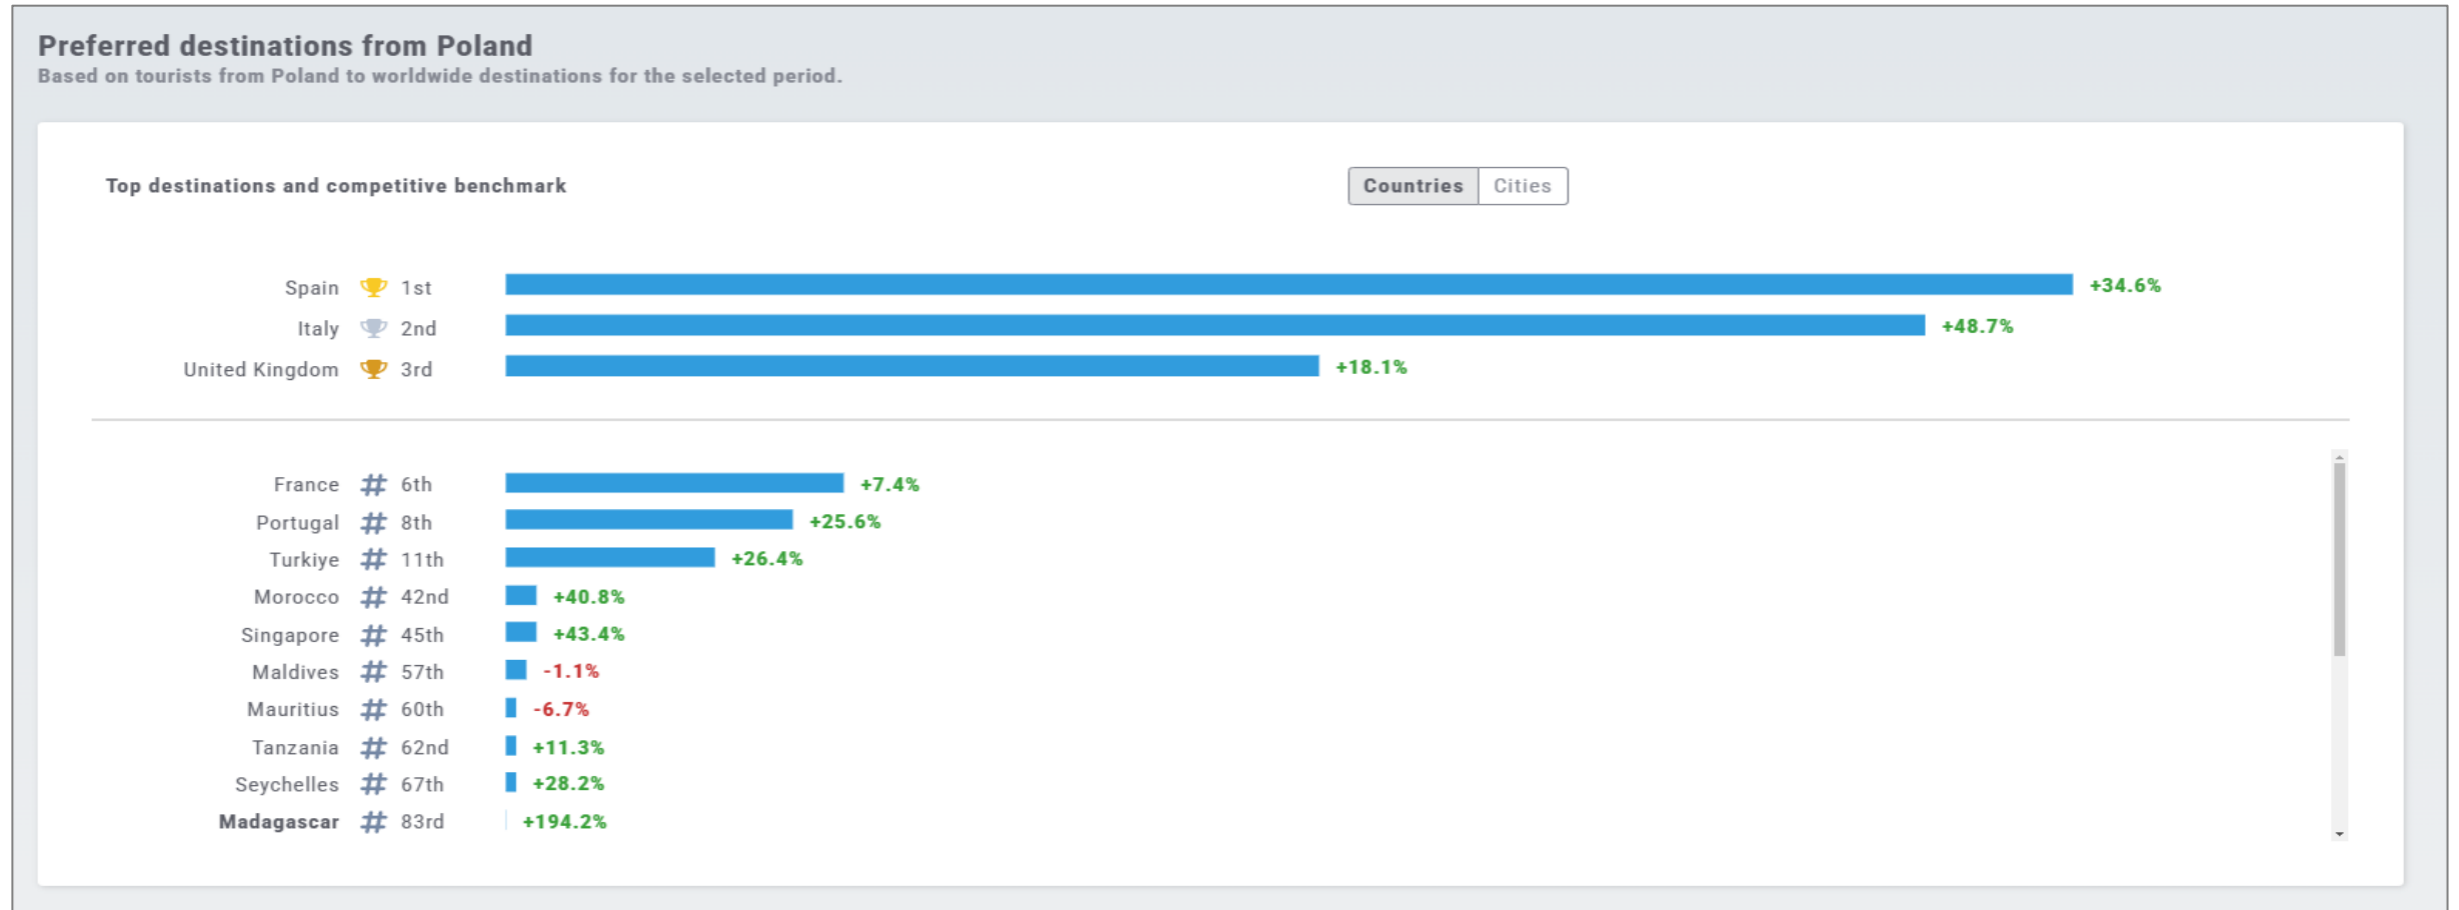 Preferred destinations from Poland
Based on tourists from Poland to worldwide destinations for the selected period.
Top destinations and competitive benchmark
Countries Cities
Spain 1st +34.6%
Italy 2nd +48.7%
United Kingdom 3rd +18.1%
France # 6th +7.4%
Portugal # 8th +25.6%
Turkiye # 11th +26.4%
Morocco # 42nd +40.8%
Singapore # 45th +43.4%
Maldives # 57th -1.1%
Mauritius # 60th -6.7%
Tanzania # 62nd +11.3%
Seychelles # 67th +28.2%
Madagascar # 83rd +194.2%